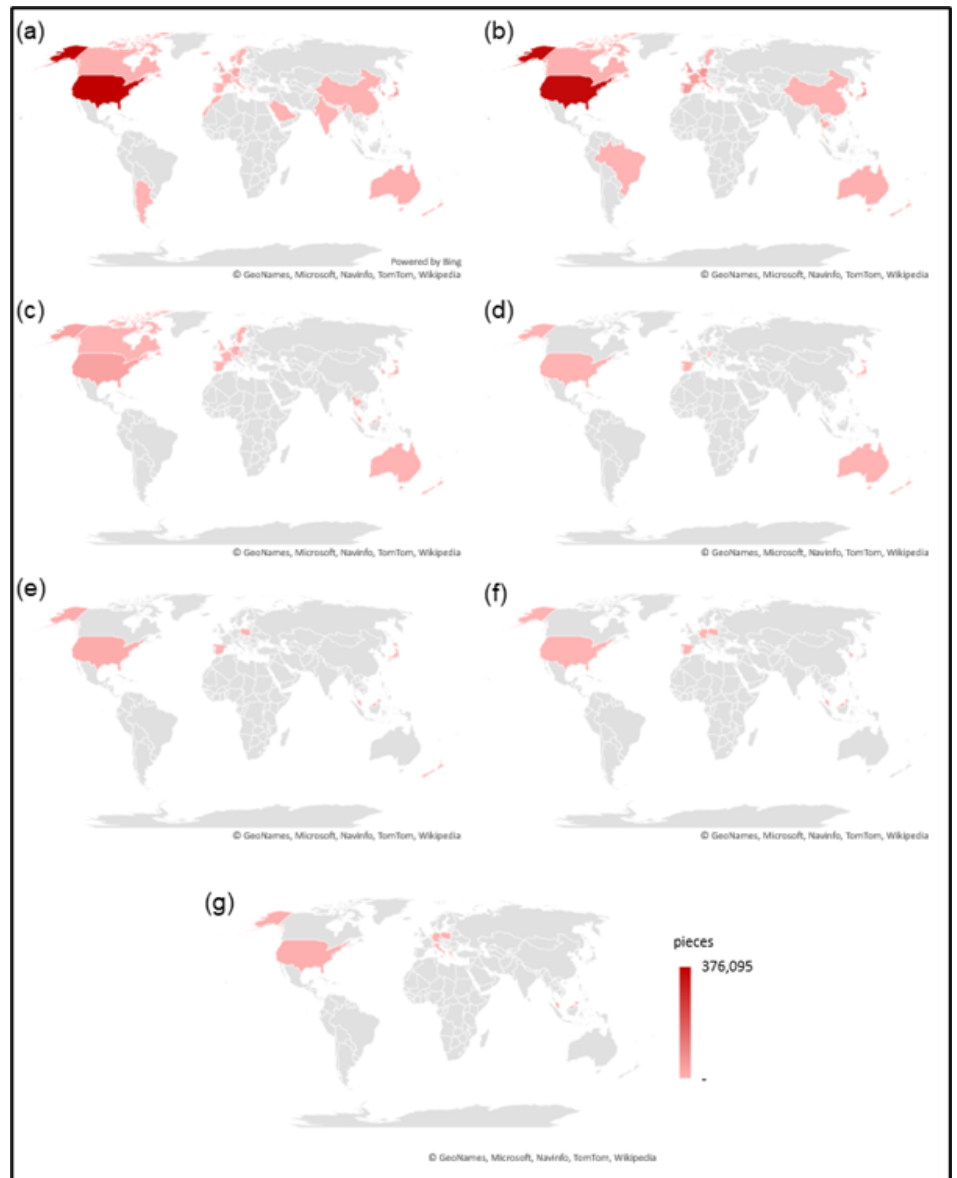 (a)
(b)
Powered by Bing
© GeoNames, Microsoft, Navinfo, TomTom, Wikipedia
© GeoNames, Microsoft, Navinfo, TomTom, Wikipedia
(c)
(d)
© GeoNames, Microsoft, Navinfo, TomTom, Wikipedia
© GeoNames, Microsoft, Navinfo, TomTom, Wikipedia
(e)
(f)
© GeoNames, Microsoft, Navinfo, TomTom, Wikipedia
© GeoNames, Microsoft, Navinfo, TomTom, Wikipedia
(g)
pieces
376,095
-
© GeoNames, Microsoft, Navinfo, TomTom, Wikipedia